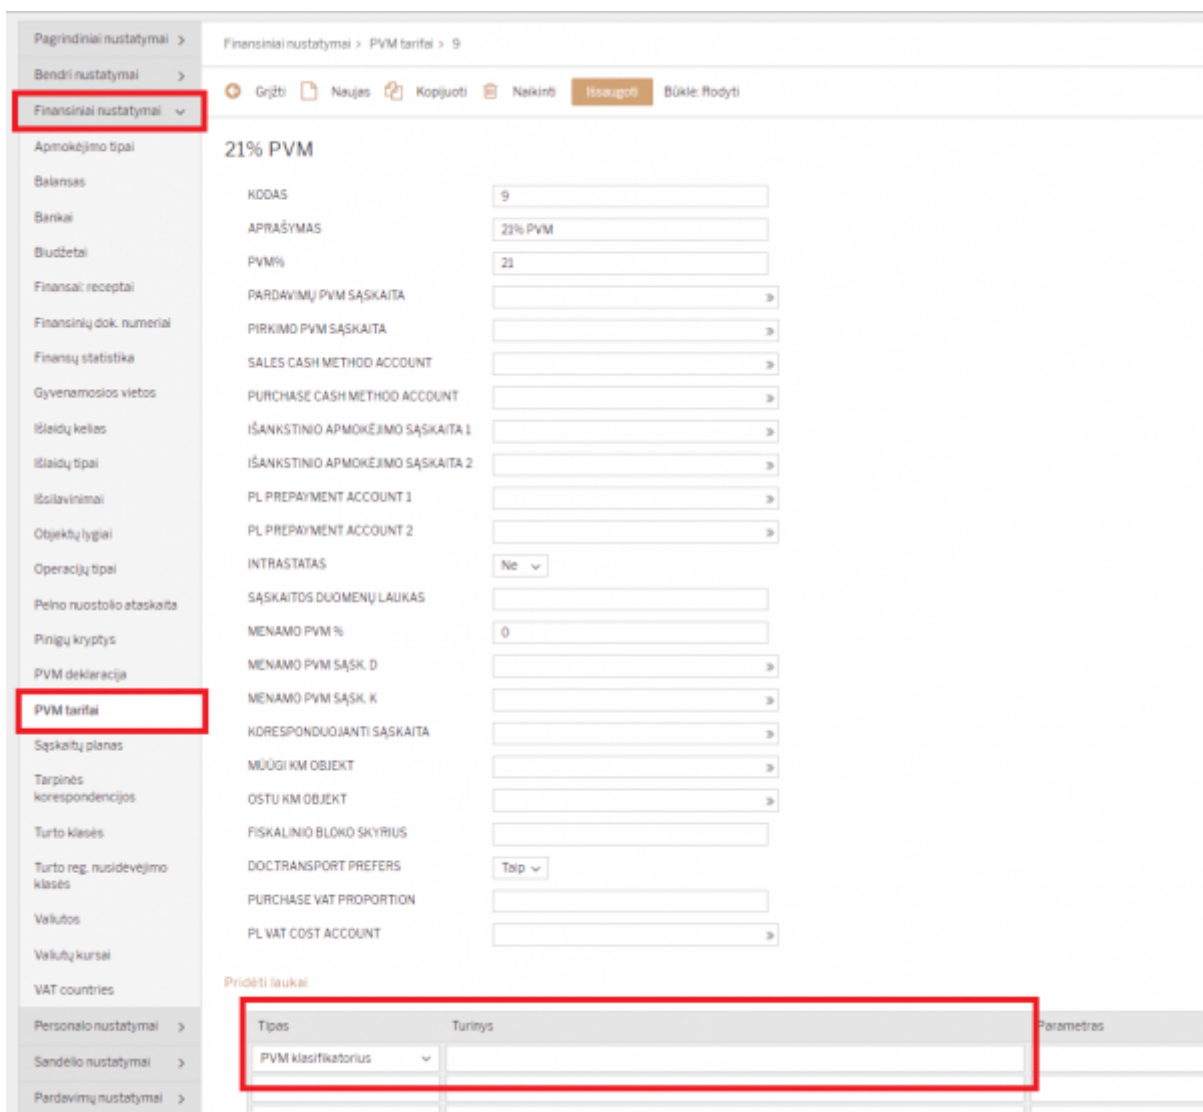 Pagrindiniai nustatymai >
Bendri nustatymai >
Finansiniai nustatymai
Apmokėjimo tipai
Balansas
Bankai
Biudžetai
Finansai: receptai
Finansinių dok. numeriai
Finansų statistika
Gyvenamosios vietos
Išlaidų kelias
Išlaidų tipai
Išsilavinimai
Objektų lygiai
Operacijų tipai
Pelno nuostolio ataskaita
Pinigų kryptys
PVM deklaracija
PVM tarifai
Sąskaitų planas
Tarpinės
korespondencijos
Turto klasės
Turto reg. nusidėvėjimo
klasės
Valiutos
Valiutų kursai
VAT countries
Personalo nustatymai >
Sandėlio nustatymai >
Pardavimų nustatymai >
Finansiniai nustatymai > PVM tarifai > 9
Grįžti Naujas Kopijuoti Naikinti Išsaugoti Būklė: Rodyti
21% PVM
KODAS 9
APRAŠYMAS 21% PVM
PVM% 21
PARDAVIMŲ PVM SĄSKAITA
PIRKIMO PVM SĄSKAITA
SALES CASH METHOD ACCOUNT
PURCHASE CASH METHOD ACCOUNT
IŠANKSTINIO APMOKĖJIMO SĄSKAITA 1
IŠANKSTINIO APMOKĖJIMO SĄSKAITA 2
PL PREPAYMENT ACCOUNT 1
PL PREPAYMENT ACCOUNT 2
INTRASTATAS Ne
SĄSKAITOS DUOMENŲ LAUKAS
MENAMO PVM % 0
MENAMO PVM SĄSK. D
MENAMO PVM SĄSK. K
KORESPONDUOJANTI SĄSKAITA
MÜÜGI KM OBJEKT
OSTU KM OBJEKT
FISKALINIO BLOKO SKYRIUS
DOCTRANSPORT PREFERS Taip
PURCHASE VAT PROPORTION
PL VAT COST ACCOUNT
Pridėti laukai
Tipas Turinys Parametras
PVM klasifikatorius